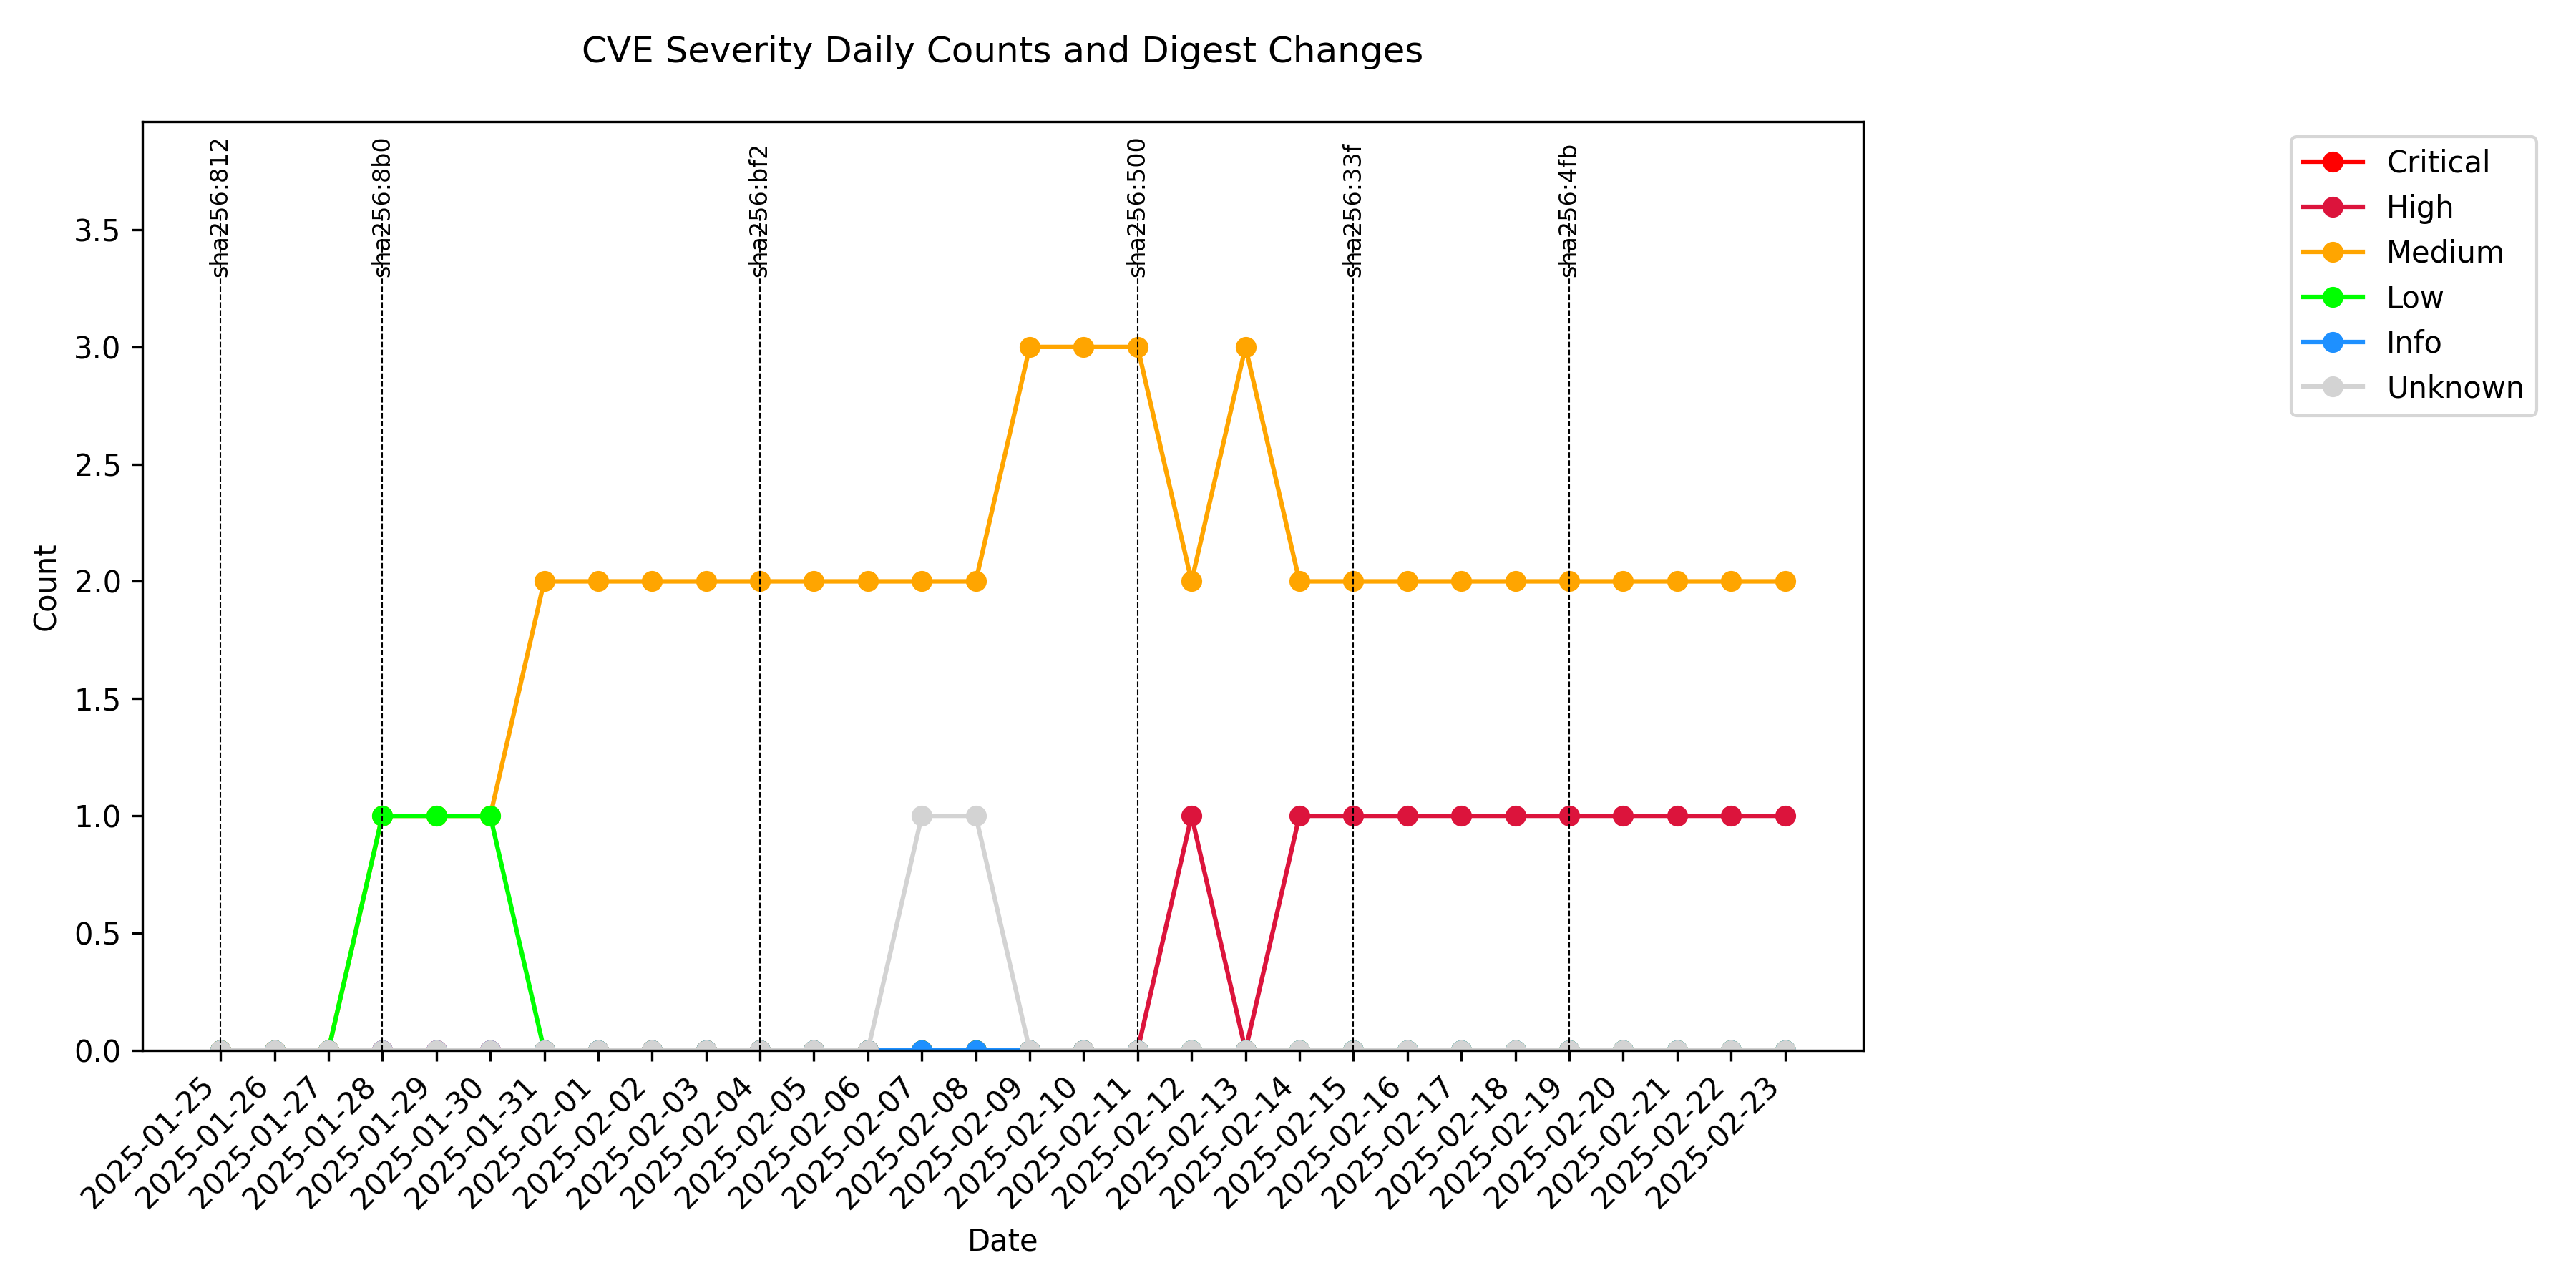 CVE Severity Daily Counts and Digest Changes
sha256:812
sha256:8b0
sha256:bf2
sha256:500
sha256:33f
sha256:4fb
Critical
High
Medium
Low
Info
Unknown
Count
3.5
3.0
2.5
2.0
1.5
1.0
0.5
0.0
2025-01-25
2025-01-26
2025-01-27
2025-01-28
2025-01-29
2025-01-30
2025-01-31
2025-02-01
2025-02-02
2025-02-03
2025-02-04
2025-02-05
2025-02-06
2025-02-07
2025-02-08
2025-02-09
2025-02-10
2025-02-11
2025-02-12
2025-02-13
2025-02-14
2025-02-15
2025-02-16
2025-02-17
2025-02-18
2025-02-19
2025-02-20
2025-02-21
2025-02-22
2025-02-23
Date